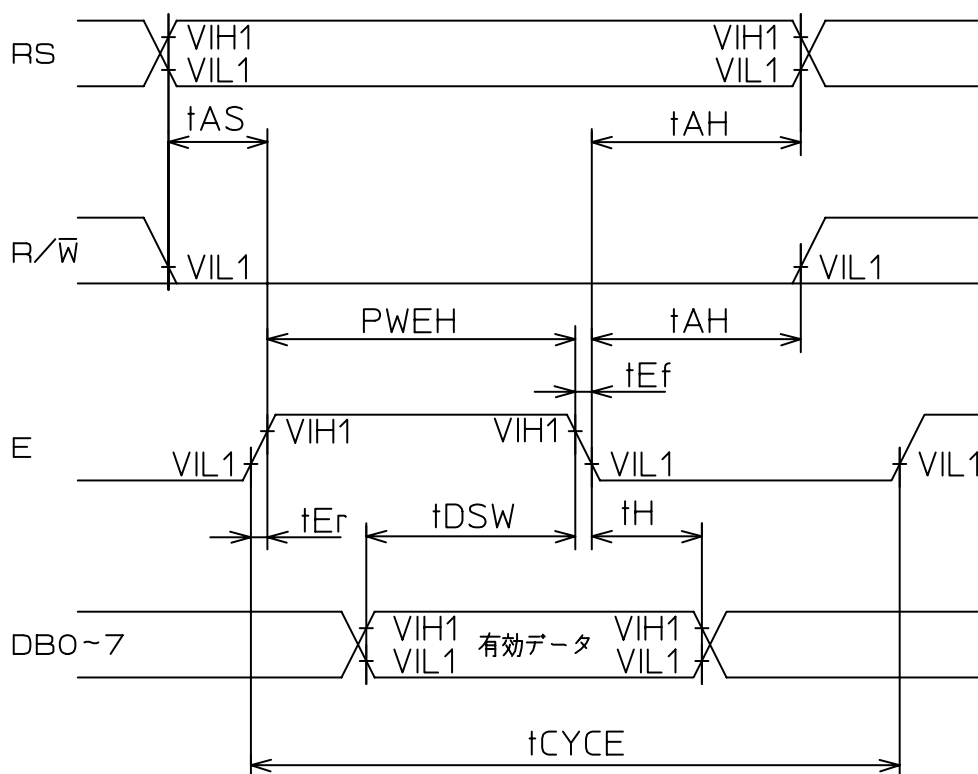 RS VIH1 VIH1
VIL1 VIL1
tAS tAH
R/W̅ VIL1 VIL1
PWEH tAH
tEf
E VIH1 VIH1
VIL1 VIL1 VIL1
tEr tDSW tH
DB0~7 VIH1 有効データ VIH1
VIL1 VIL1
tCYCE